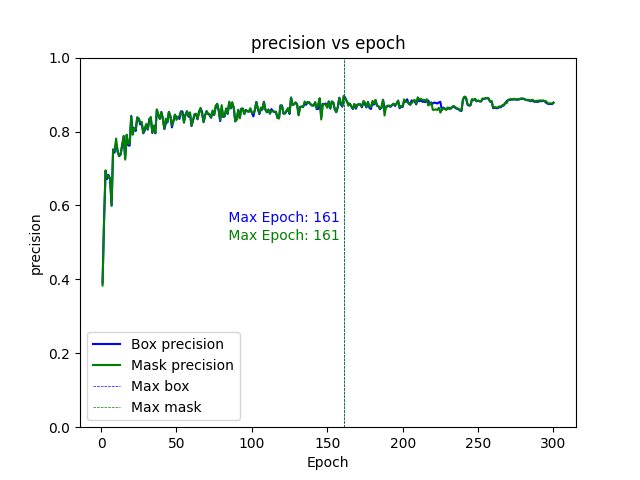 precision vs epoch
1.0
0.8
0.6
0.4
0.2
0.0
precision
Max Epoch: 161
Max Epoch: 161
Box precision
Mask precision
Max box
Max mask
0 50 100 150 200 250 300
Epoch